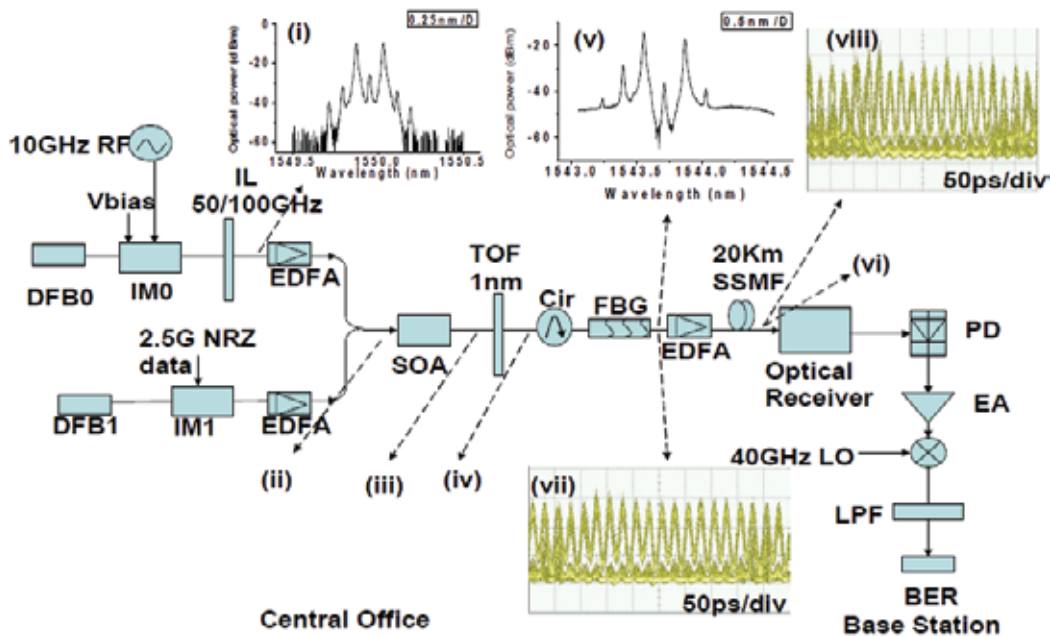 (i)
0.25nm/D
Optical power (dBm)
0
-20
-40
-60
1549.5
1550.0
1550.5
Wavelength (nm)
(v)
0.5nm/D
Optical power (dBm)
-20
-40
-60
1543.0
1543.5
1544.0
1544.5
Wavelength (nm)
(viii)
50ps/div
10GHz RF
Vbias
IL
50/100GHz
DFB0
IM0
EDFA
2.5G NRZ
data
DFB1
IM1
EDFA
SOA
TOF
1nm
Cir
FBG
EDFA
20Km
SSMF
(vi)
Optical
Receiver
PD
EA
40GHz LO
LPF
BER
Base Station
(ii)
(iii)
(iv)
(vii)
50ps/div
Central Office